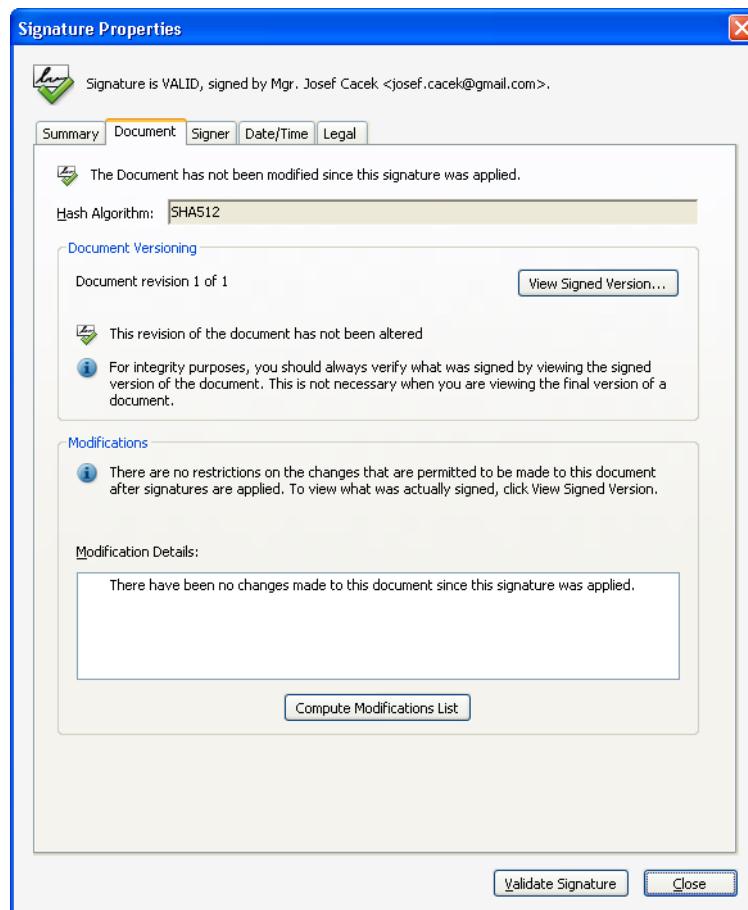 Signature Properties
Signature is VALID, signed by Mgr. Josef Cacek <josef.cacek@gmail.com>.
Summary Document Signer Date/Time Legal
The Document has not been modified since this signature was applied.
Hash Algorithm: SHA512
Document Versioning
Document revision 1 of 1 View Signed Version...
This revision of the document has not been altered
For integrity purposes, you should always verify what was signed by viewing the signed
version of the document. This is not necessary when you are viewing the final version of a
document.
Modifications
There are no restrictions on the changes that are permitted to be made to this document
after signatures are applied. To view what was actually signed, click View Signed Version.
Modification Details:
There have been no changes made to this document since this signature was applied.
Compute Modifications List
Validate Signature Close